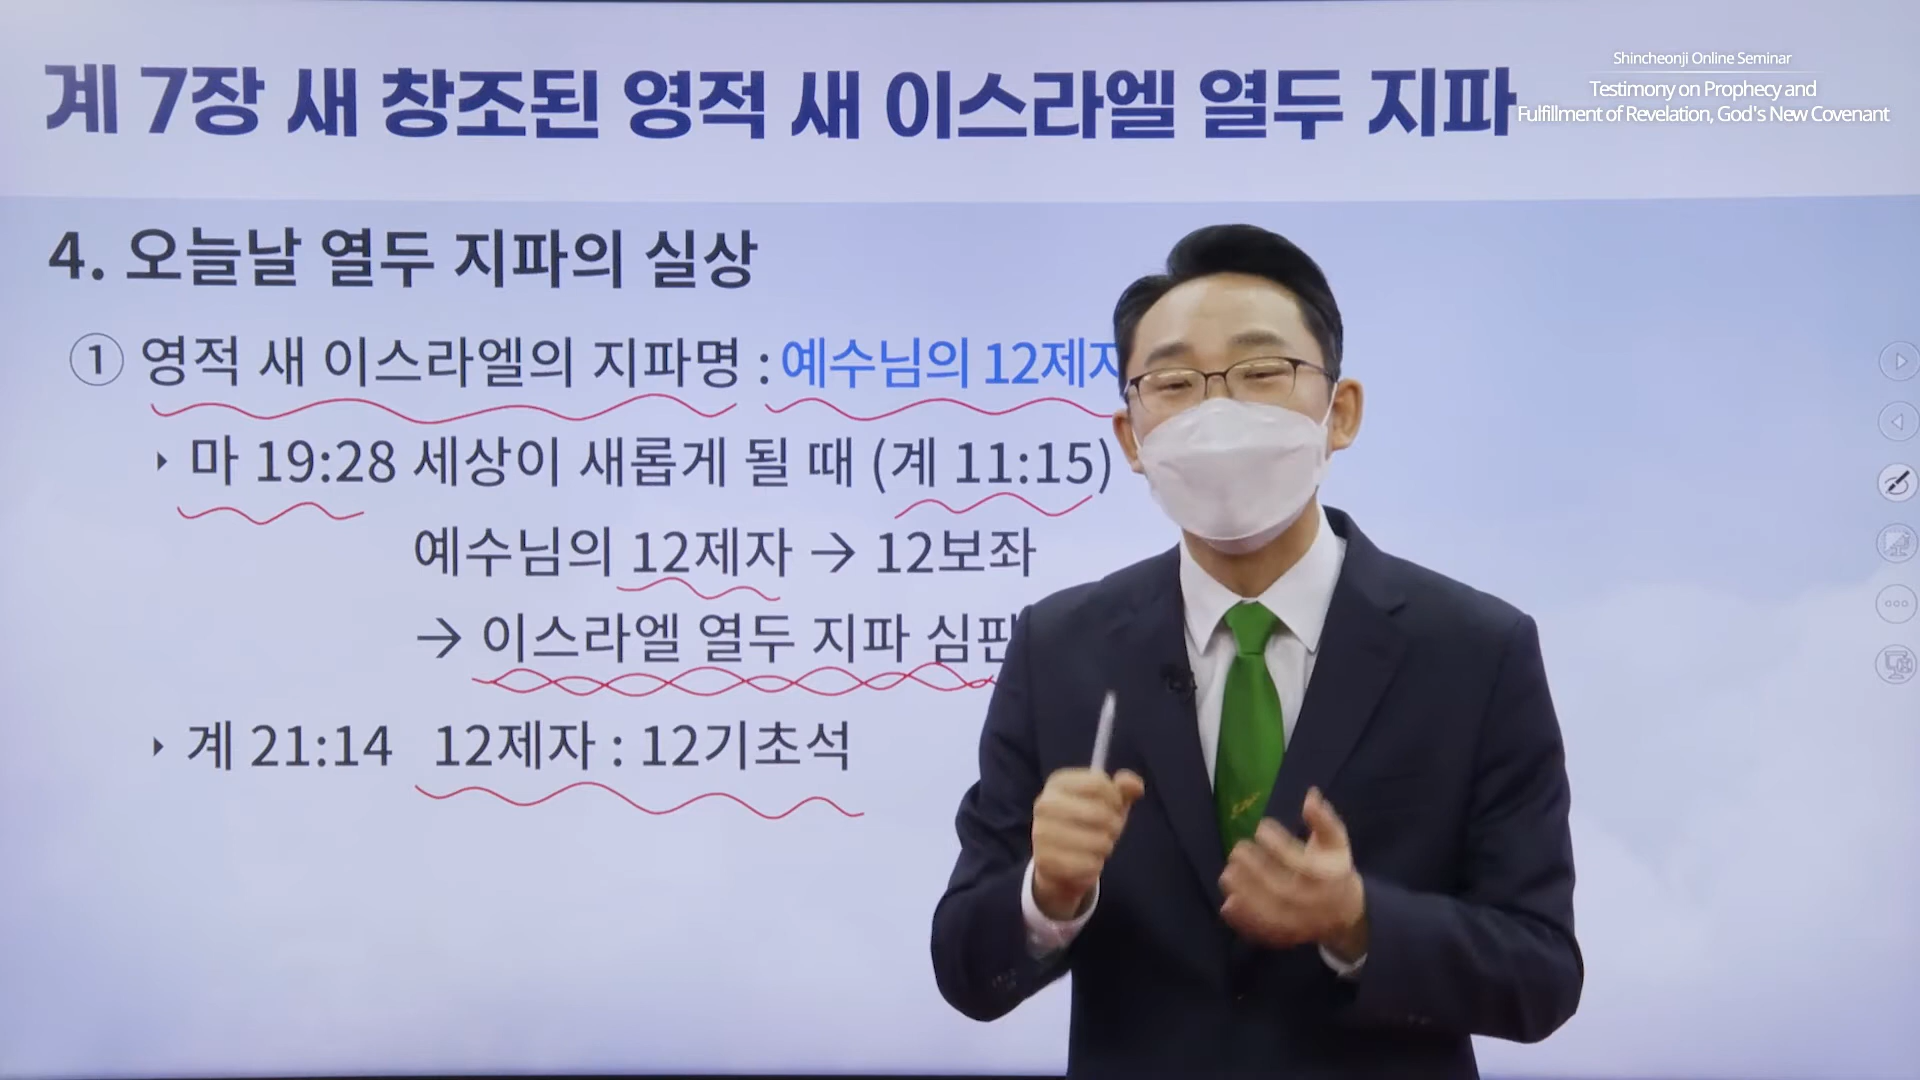 계 7장 새 창조된 영적 새 이스라엘 열두 지파
Shincheonji Online Seminar
Testimony on Prophecy and
Fulfillment of Revelation, God's New Covenant
4. 오늘날 열두 지파의 실상
① 영적 새 이스라엘의 지파명 : 예수님의 12제자
▸ 마 19:28 세상이 새롭게 될 때 (계 11:15)
예수님의 12제자 → 12보좌
→ 이스라엘 열두 지파 심판
▸ 계 21:14 12제자 : 12기초석